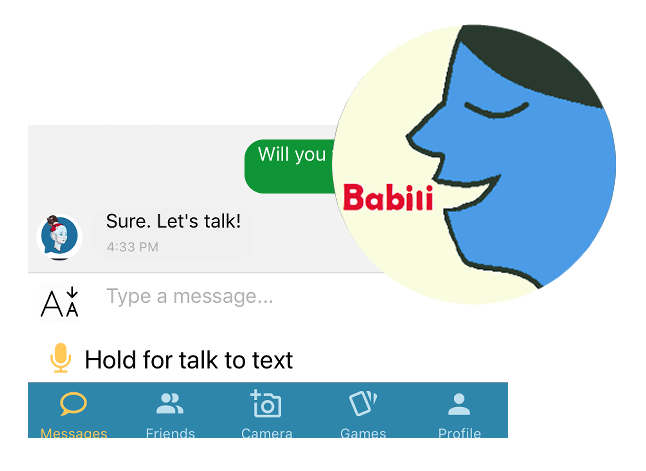 Will you
Babili
Sure. Let's talk!
4:33 PM
AA
Type a message...
Hold for talk to text
Messages
Friends
Camera
Games
Profile